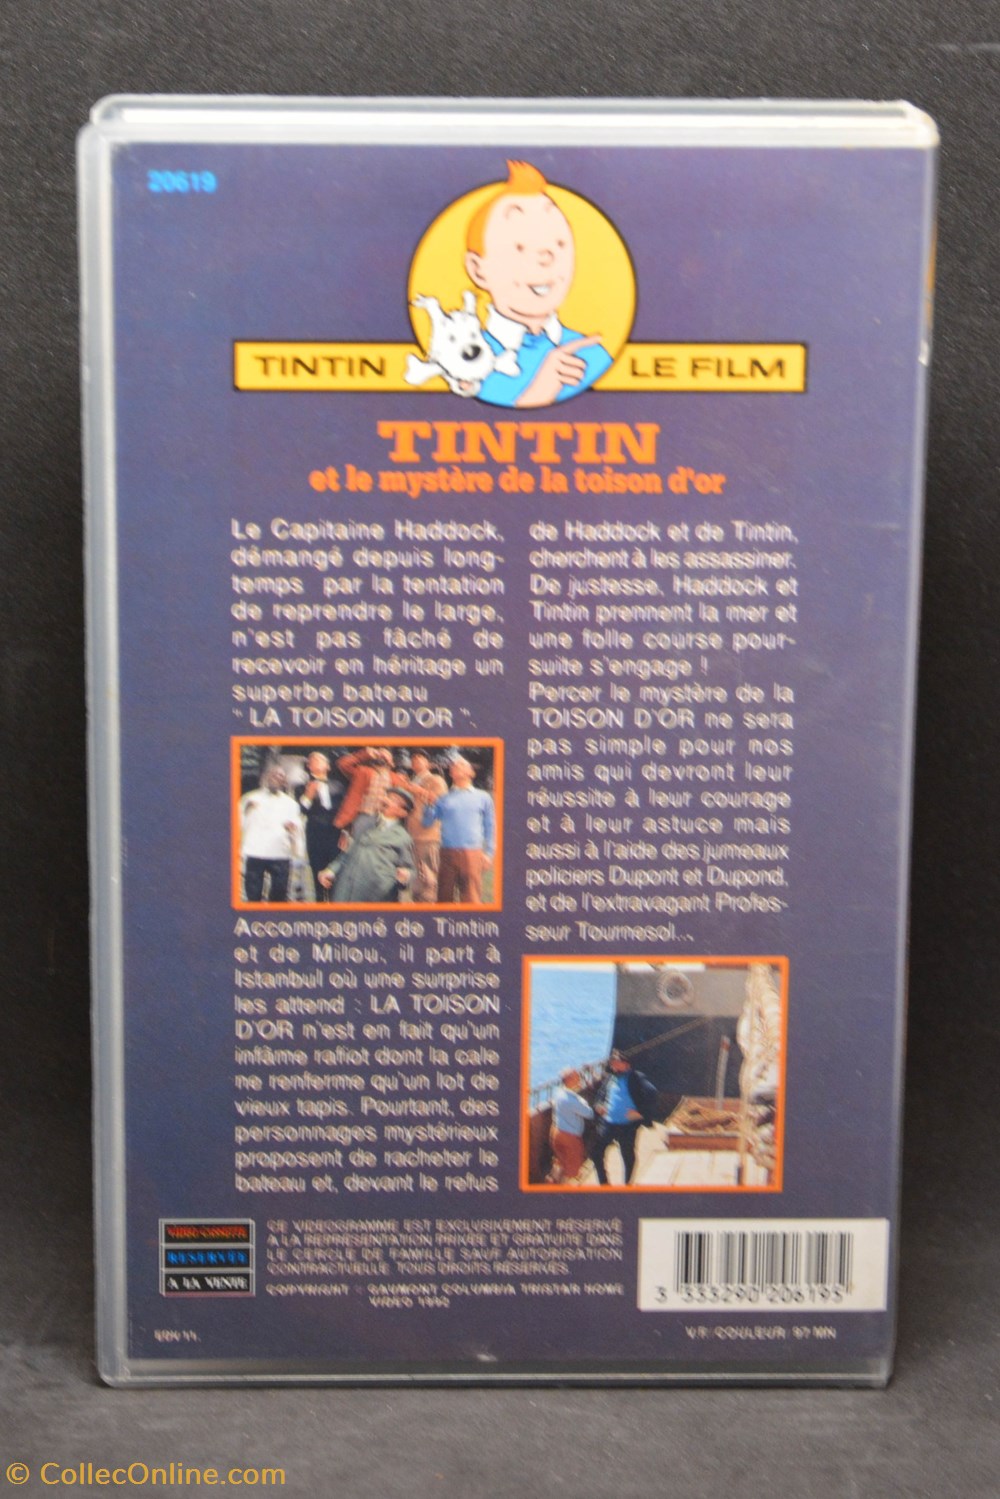 20619
TINTIN LE FILM
TINTIN
et le mystère de la toison d'or
Le Capitaine Haddock,
démangé depuis long-
temps par la tentation
de reprendre le large,
n'est pas fâché de
recevoir en héritage un
superbe bateau
" LA TOISON D'OR ".
Accompagné de Tintin
et de Milou, il part à
Istanbul où une surprise
les attend : LA TOISON
D'OR n'est en fait qu'un
infâme rafiot dont la cale
ne renferme qu'un lot de
vieux tapis. Pourtant, des
personnages mystérieux
proposent de racheter le
bateau et, devant le refus
de Haddock et de Tintin,
cherchent à les assassiner.
De justesse, Haddock et
Tintin prennent la mer et
une folle course pour-
suite s'engage !
Percer le mystère de la
TOISON D'OR ne sera
pas simple pour nos
amis qui devront leur
réussite à leur courage
et à leur astuce mais
aussi à l'aide des jumeaux
policiers Dupont et Dupond,
et de l'extravagant Profes-
seur Tournesol...
VIDEO CASSETTE
RESERVEE
A LA VENTE
CE VIDEOGRAMME EST EXCLUSIVEMENT RÉSERVÉ
A LA REPRÉSENTATION PRIVÉE ET GRATUITE DANS
LE CERCLE DE FAMILLE SAUF AUTORISATION
CONTRACTUELLE. TOUS DROITS RÉSERVÉS.
COPYRIGHT : GAUMONT COLUMBIA TRISTAR HOME
VIDEO
3 333290 206195
VF/COULEUR 97 MN
© CollecOnline.com